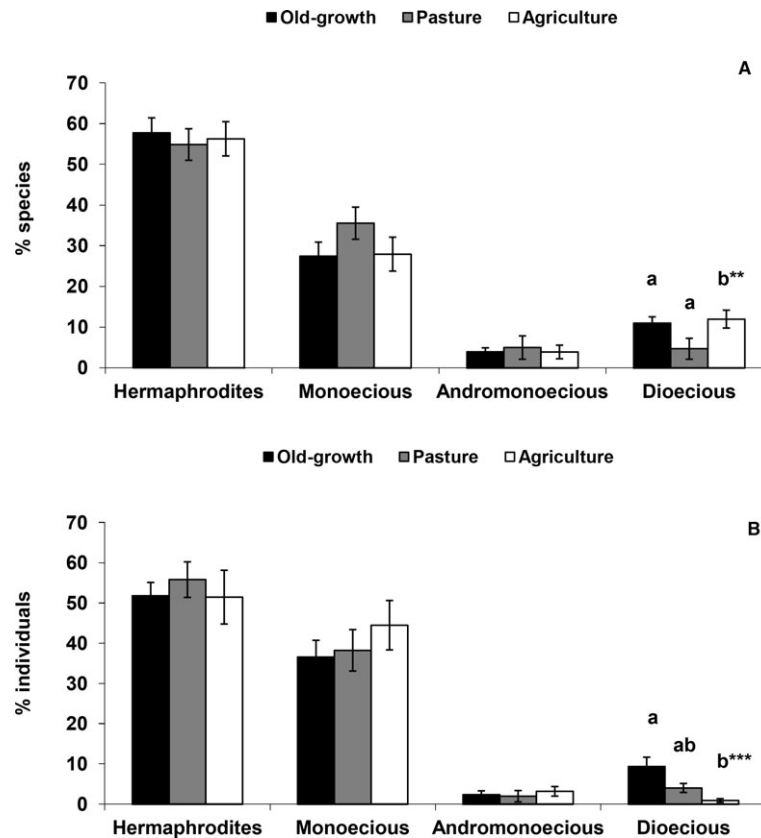 ■ Old-growth ■ Pasture □ Agriculture
A
70
60
50
40
30
20
10
0
% species
a
a
b**
Hermaphrodites Monoecious Andromonoecious Dioecious
■ Old-growth ■ Pasture □ Agriculture
B
70
60
50
40
30
20
10
0
% individuals
a
ab
b***
Hermaphrodites Monoecious Andromonoecious Dioecious